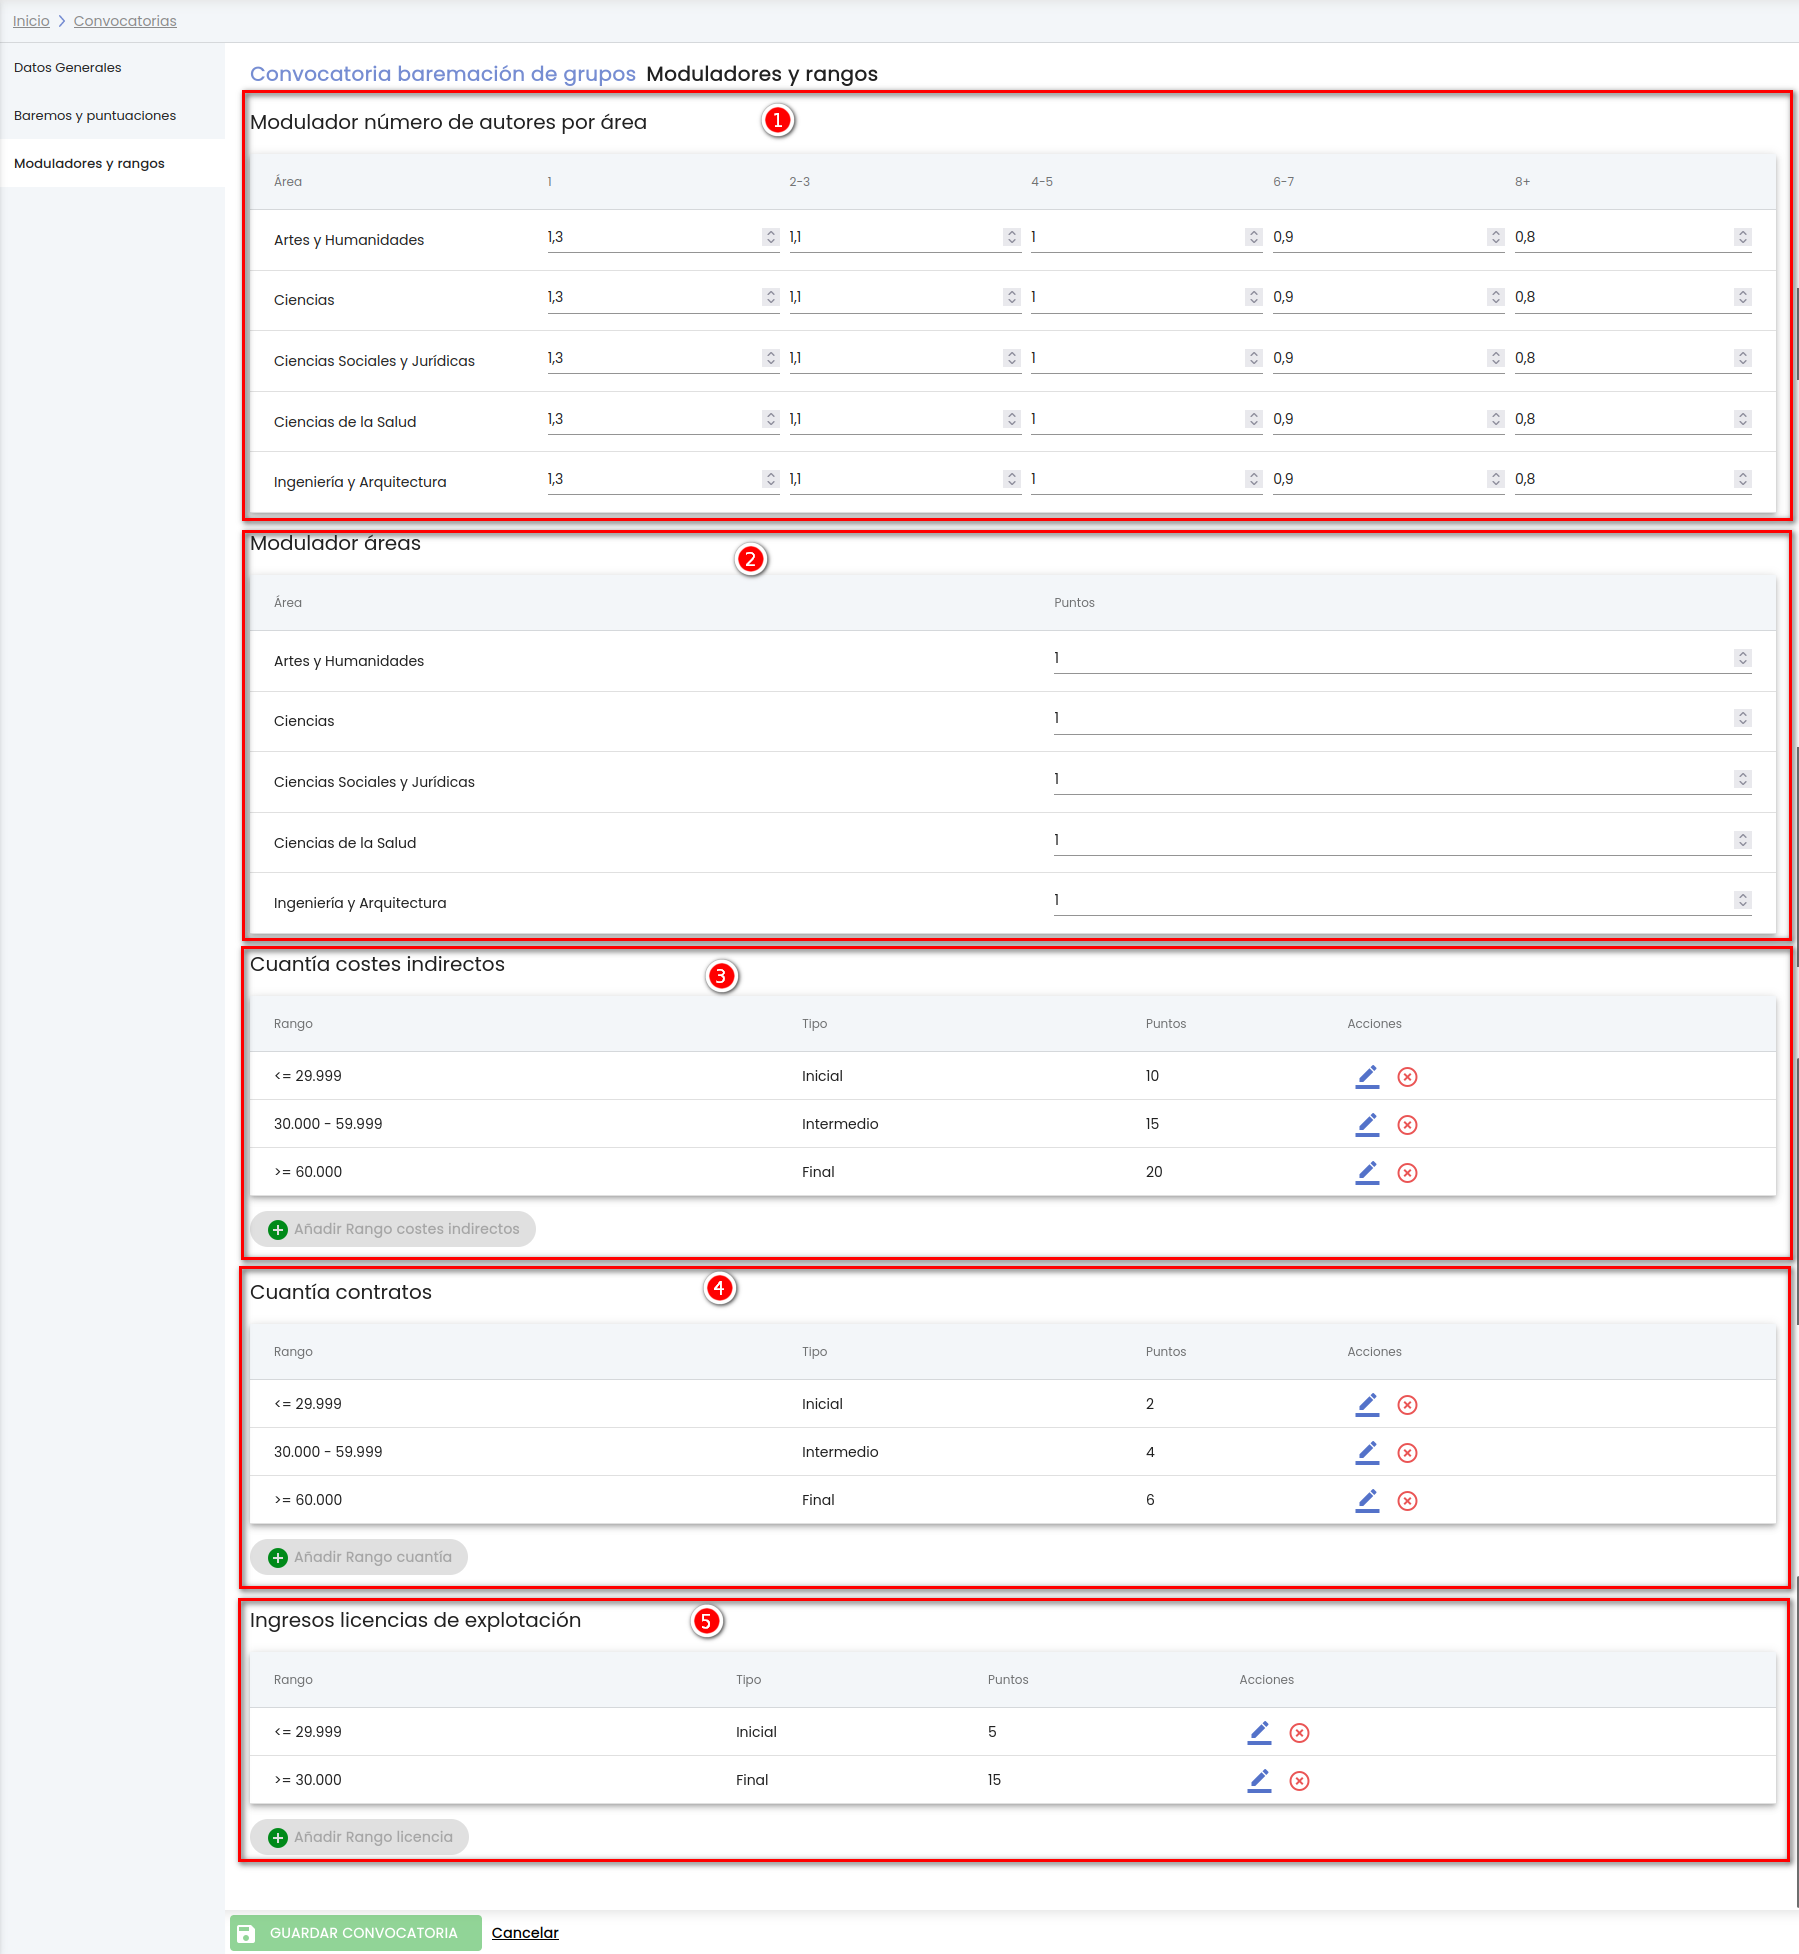 Inicio > Convocatorias
Datos Generales
Baremos y puntuaciones
Moduladores y rangos
Convocatoria baremación de grupos Moduladores y rangos
Modulador número de autores por área 1
Área 1 2-3 4-5 6-7 8+
Artes y Humanidades 1,3 1,1 1 0,9 0,8
Ciencias 1,3 1,1 1 0,9 0,8
Ciencias Sociales y Jurídicas 1,3 1,1 1 0,9 0,8
Ciencias de la Salud 1,3 1,1 1 0,9 0,8
Ingeniería y Arquitectura 1,3 1,1 1 0,9 0,8
Modulador áreas 2
Área Puntos
Artes y Humanidades 1
Ciencias 1
Ciencias Sociales y Jurídicas 1
Ciencias de la Salud 1
Ingeniería y Arquitectura 1
Cuantía costes indirectos 3
Rango Tipo Puntos Acciones
<= 29.999 Inicial 10
30.000 - 59.999 Intermedio 15
>= 60.000 Final 20
Añadir Rango costes indirectos
Cuantía contratos 4
Rango Tipo Puntos Acciones
<= 29.999 Inicial 2
30.000 - 59.999 Intermedio 4
>= 60.000 Final 6
Añadir Rango cuantía
Ingresos licencias de explotación 5
Rango Tipo Puntos Acciones
<= 29.999 Inicial 5
>= 30.000 Final 15
Añadir Rango licencia
GUARDAR CONVOCATORIA Cancelar